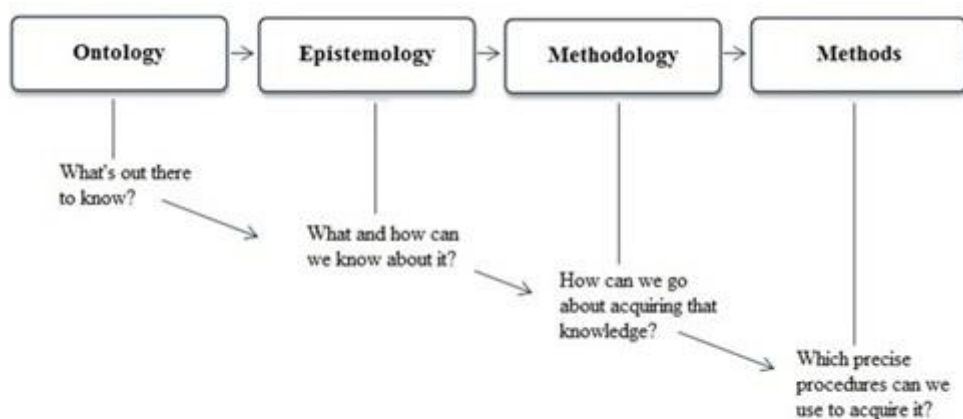 Ontology
Epistemology
Methodology
Methods
What's out there
to know?
What and how can
we know about it?
How can we go
about acquiring that
knowledge?
Which precise
procedures can we
use to acquire it?